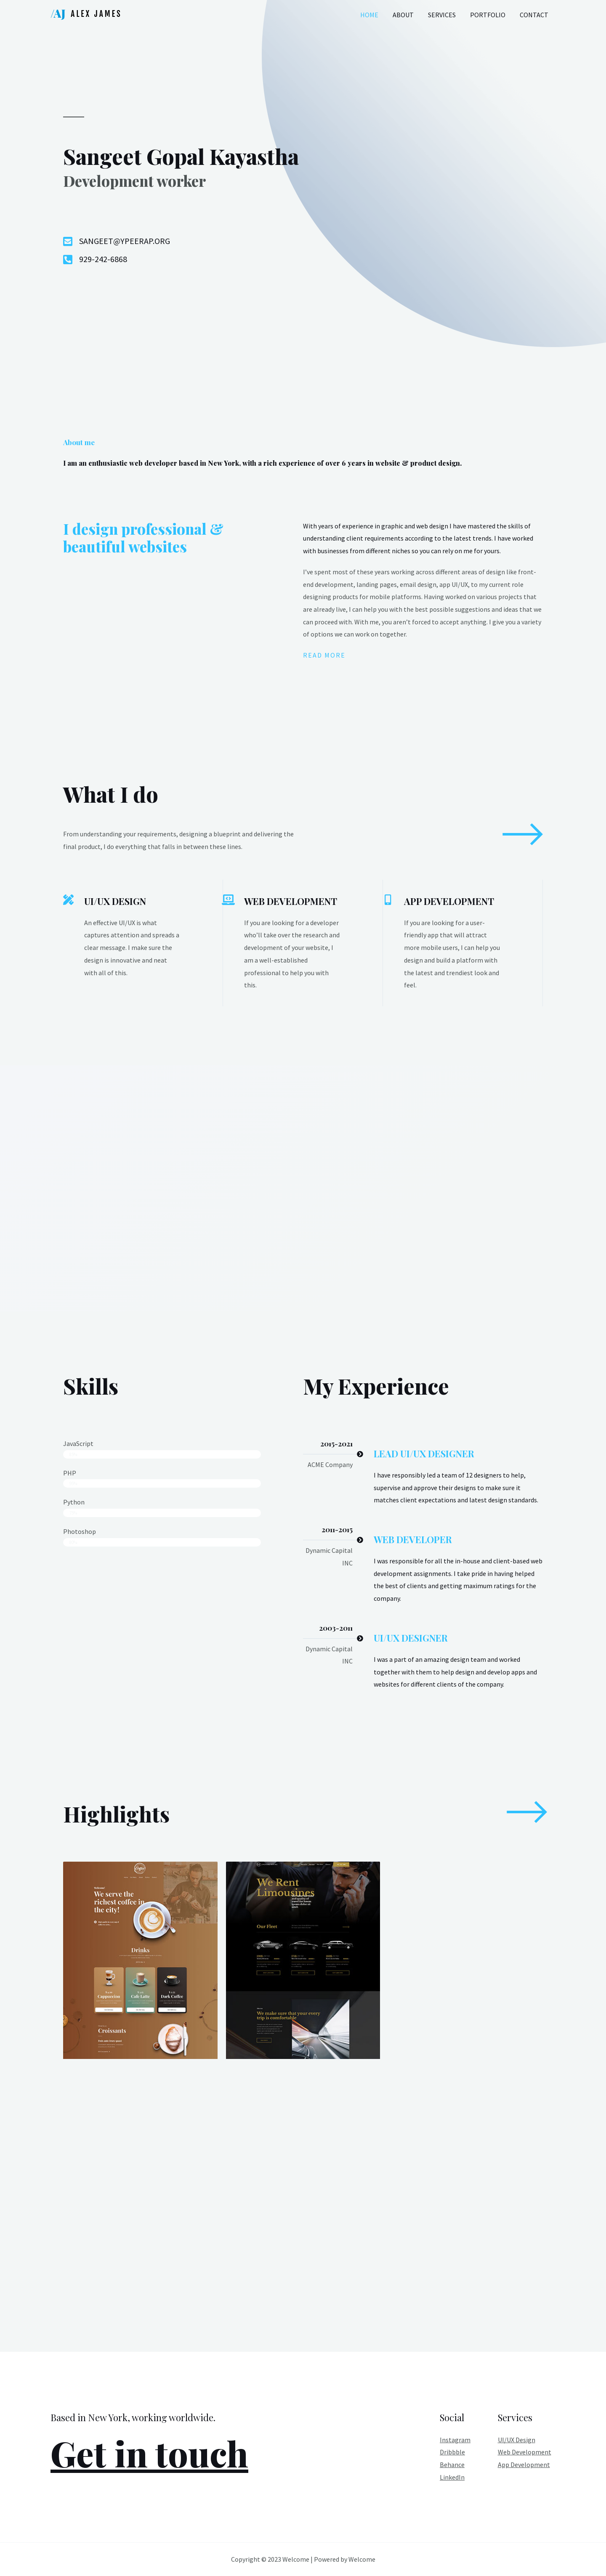 /AJ ALEX JAMES
HOME ABOUT SERVICES PORTFOLIO CONTACT
Sangeet Gopal Kayastha
Development worker
SANGEET@YPEERAP.ORG
929-242-6868
About me
I am an enthusiastic web developer based in New York, with a rich experience of over 6 years in website & product design.
I design professional &
beautiful websites
With years of experience in graphic and web design I have mastered the skills of
understanding client requirements according to the latest trends. I have worked
with businesses from different niches so you can rely on me for yours.
I've spent most of these years working across different areas of design like front-
end development, landing pages, email design, app UI/UX, to my current role
designing products for mobile platforms. Having worked on various projects that
are already live, I can help you with the best possible suggestions and ideas that we
can proceed with. With me, you aren't forced to accept anything. I give you a variety
of options we can work on together.
READ MORE
What I do
From understanding your requirements, designing a blueprint and delivering the
final product, I do everything that falls in between these lines.
UI/UX DESIGN
An effective UI/UX is what
captures attention and spreads a
clear message. I make sure the
design is innovative and neat
with all of this.
WEB DEVELOPMENT
If you are looking for a developer
who'll take over the research and
development of your website, I
am a well-established
professional to help you with
this.
APP DEVELOPMENT
If you are looking for a user-
friendly app that will attract
more mobile users, I can help you
design and build a platform with
the latest and trendiest look and
feel.
Skills
JavaScript
PHP
Python
Photoshop
My Experience
2015-2021
ACME Company
LEAD UI/UX DESIGNER
I have responsibly led a team of 12 designers to help,
supervise and approve their designs to make sure it
matches client expectations and latest design standards.
2011-2015
Dynamic Capital
INC
WEB DEVELOPER
I was responsible for all the in-house and client-based web
development assignments. I take pride in having helped
the best of clients and getting maximum ratings for the
company.
2003-2011
Dynamic Capital
INC
UI/UX DESIGNER
I was a part of an amazing design team and worked
together with them to help design and develop apps and
websites for different clients of the company.
Highlights
We serve the
richest coffee in
the city!
Drinks
Cappuccino
Cafe Latte
Dark Coffee
Croissants
We Rent
Limousines
Our Fleet
We make sure that your every
trip is comfortable
Based in New York, working worldwide.
Get in touch
Social
Instagram
Dribbble
Behance
LinkedIn
Services
UI/UX Design
Web Development
App Development
Copyright © 2023 Welcome | Powered by Welcome